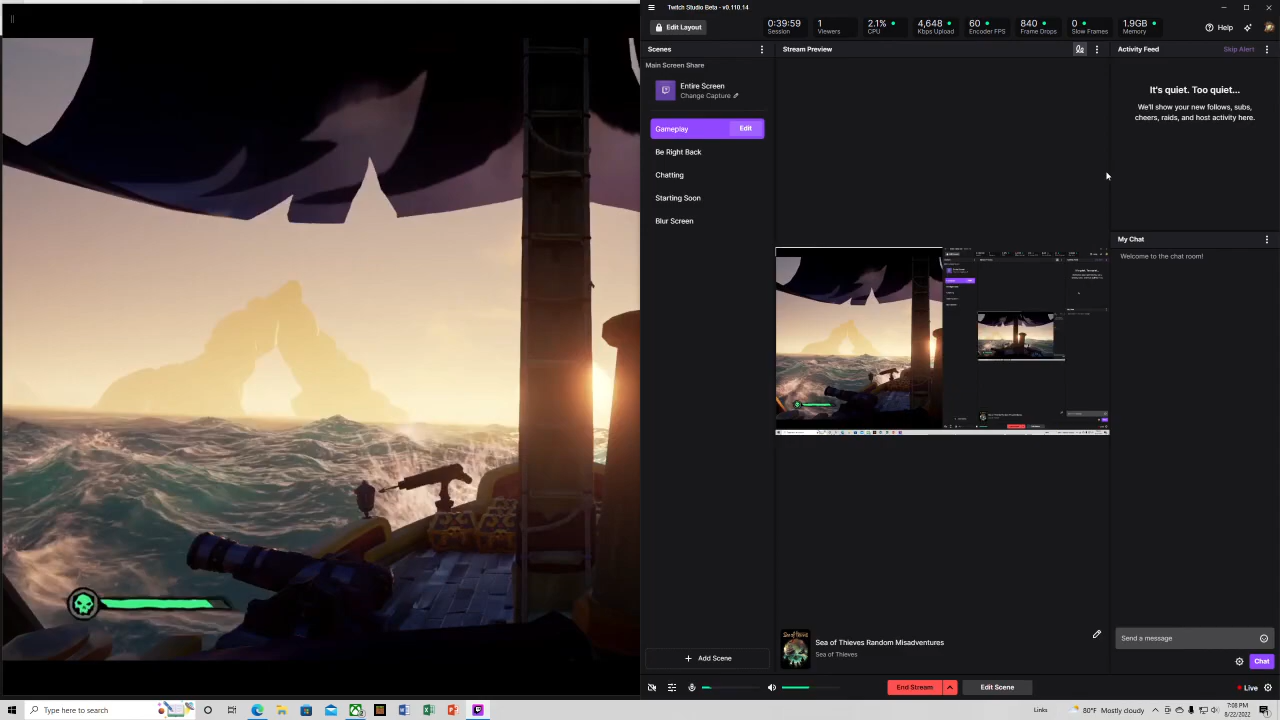 Twitch Studio Beta - v0.110.14
Edit Layout
0:39:59 1 2.1% 4,648 60 840 0 1.9GB
Session Viewers CPU Kbps Upload Encoder FPS Frame Drops Slow Frames Memory
Help
Scenes
Main Screen Share
Entire Screen
Change Capture
Gameplay Edit
Be Right Back
Chatting
Starting Soon
Blur Screen
Add Scene
Stream Preview
Sea of Thieves Random Misadventures
Sea of Thieves
Activity Feed Skip Alert
It's quiet. Too quiet...
We'll show your new follows, subs,
cheers, raids, and host activity here.
My Chat
Welcome to the chat room!
Send a message
Chat
End Stream Edit Scene
Live
Type here to search
Links
80°F Mostly cloudy
7:08 PM
8/22/2022